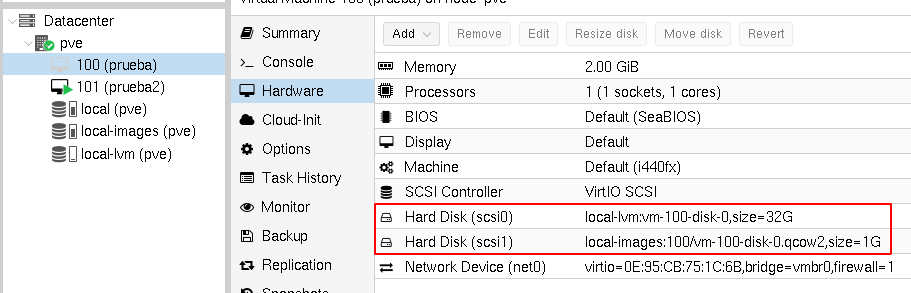 Virtual Machine 100 (prueba) on node 'pve'
Datacenter
pve
100 (prueba)
101 (prueba2)
local (pve)
local-images (pve)
local-lvm (pve)
Summary
Console
Hardware
Cloud-Init
Options
Task History
Monitor
Backup
Replication
Snapshots
Add
Remove
Edit
Resize disk
Move disk
Revert
Memory 2.00 GiB
Processors 1 (1 sockets, 1 cores)
BIOS Default (SeaBIOS)
Display Default
Machine Default (i440fx)
SCSI Controller VirtIO SCSI
Hard Disk (scsi0) local-lvm:vm-100-disk-0,size=32G
Hard Disk (scsi1) local-images:100/vm-100-disk-0.qcow2,size=1G
Network Device (net0) virtio=0E:95:CB:75:1C:6B,bridge=vmbr0,firewall=1